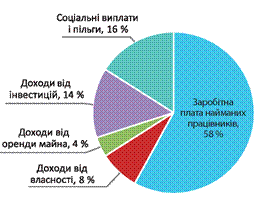 Соціальні виплати
і пільги, 16 %
Доходи від
інвестицій, 14 %
Заробітна
плата найманих
працівників,
58 %
Доходи від
оренди майна, 4 %
Доходи від
власності, 8 %